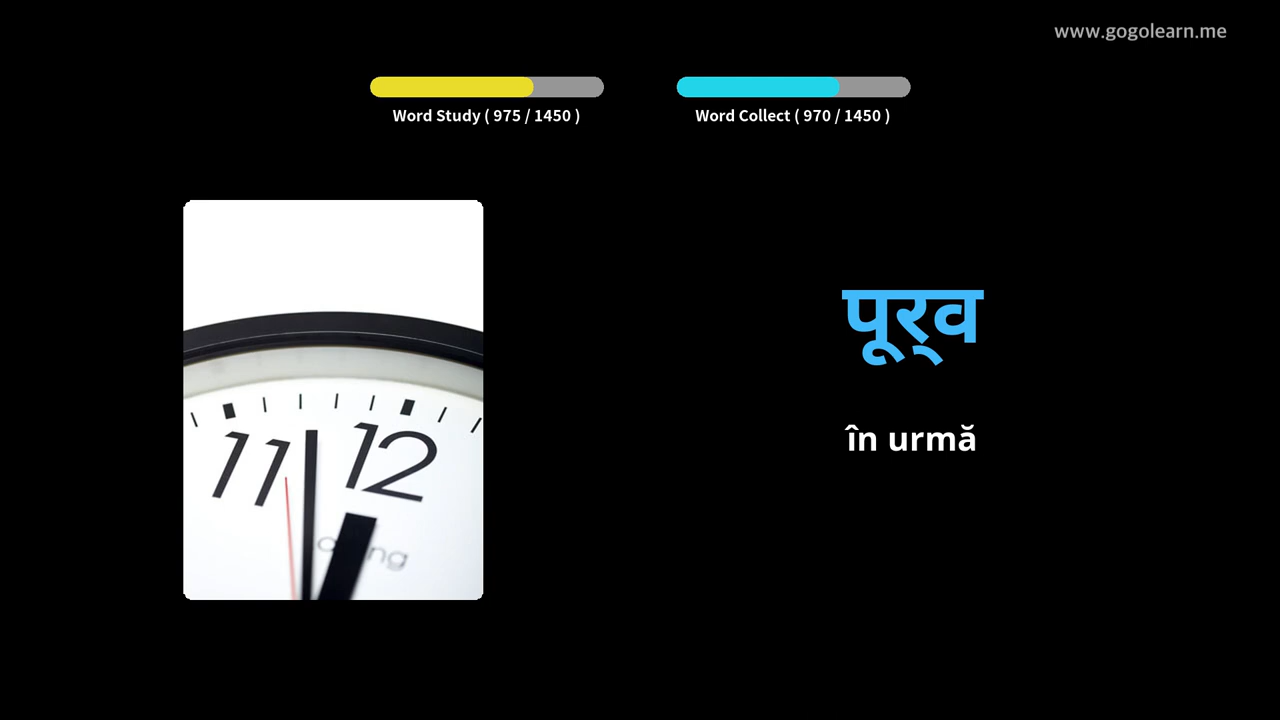 www.gogolearn.me
Word Study ( 975 / 1450 )
Word Collect ( 970 / 1450 )
11 12
पूर्‌व
în urmă